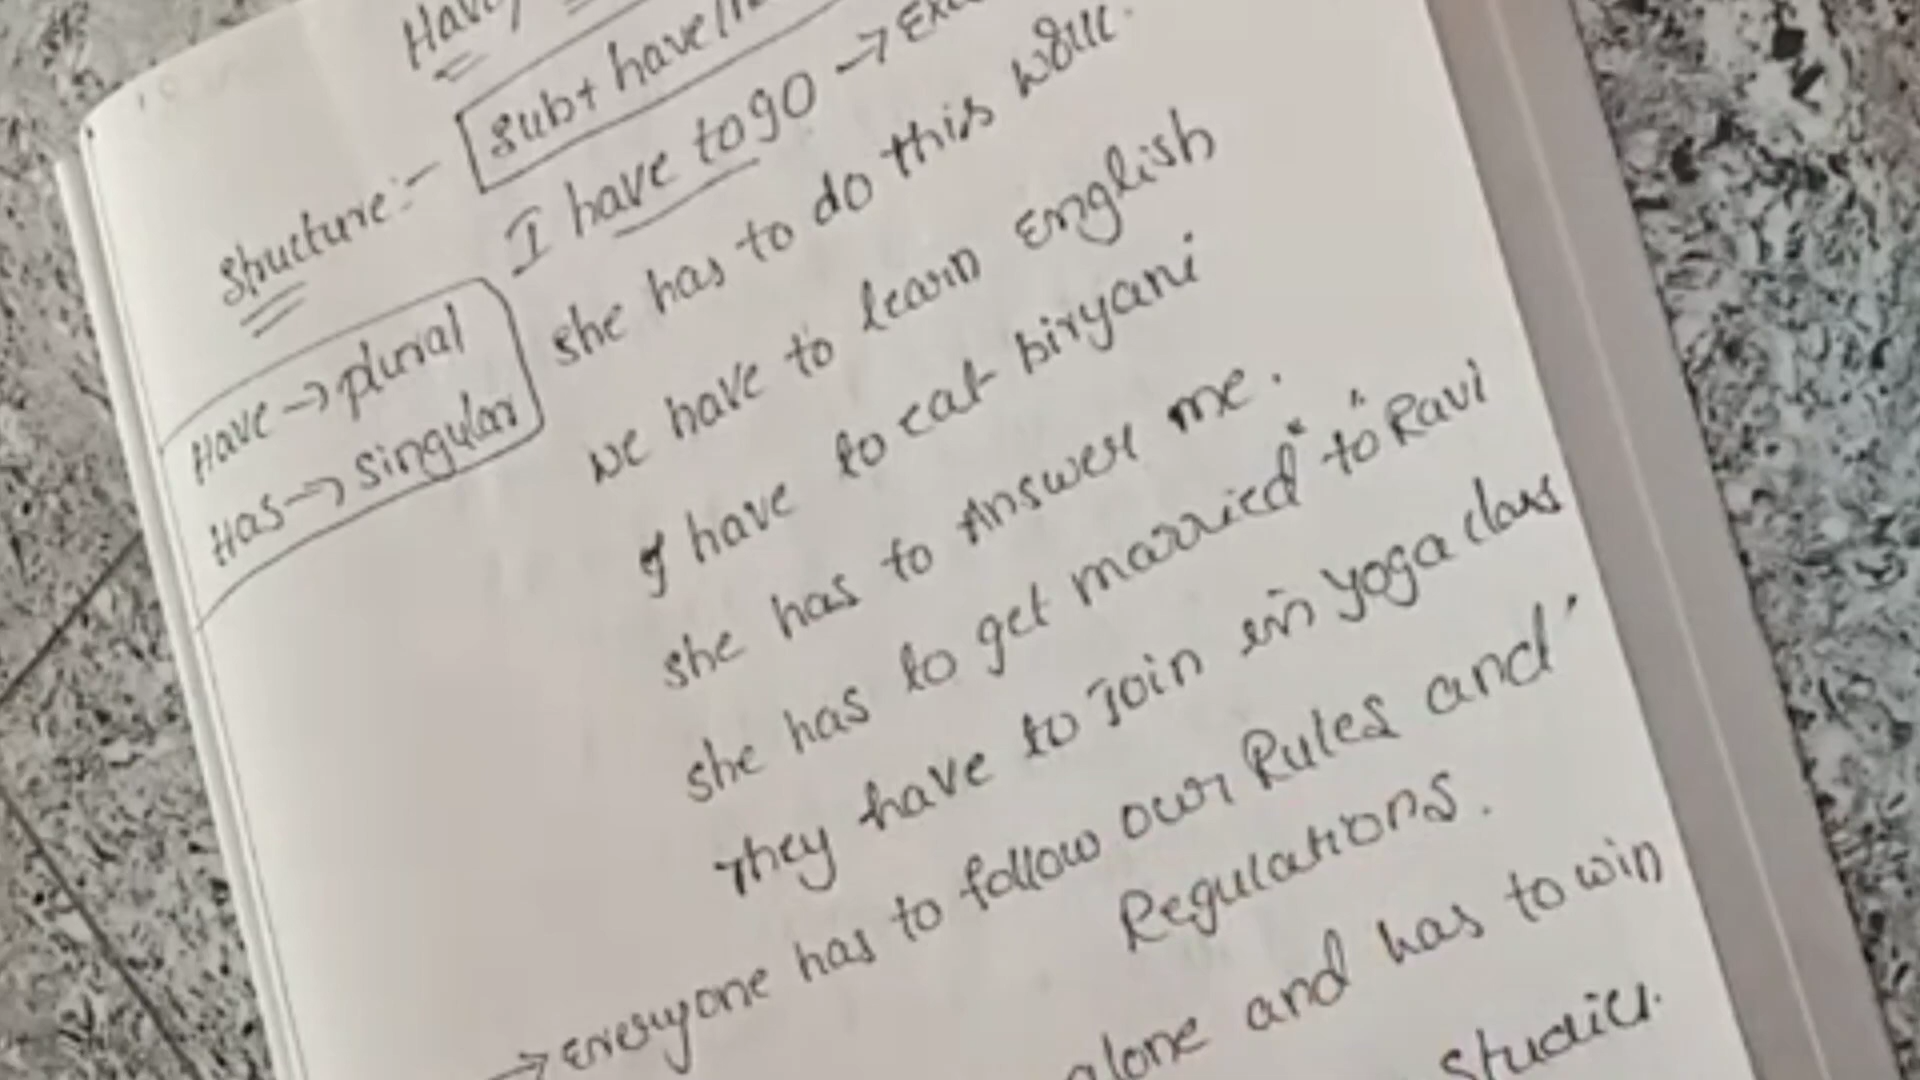 Structure:- sub+ have
I have to go →
she has to do this work.
we have to learn English
Have → plural
Has → Singular
I have to eat biryani
she has to Answer me.
she has to get married" "to Ravi
They have to Join in yoga class
→ Everyone has to follow our Rules and
Regulations.
alone and has to win
studies.